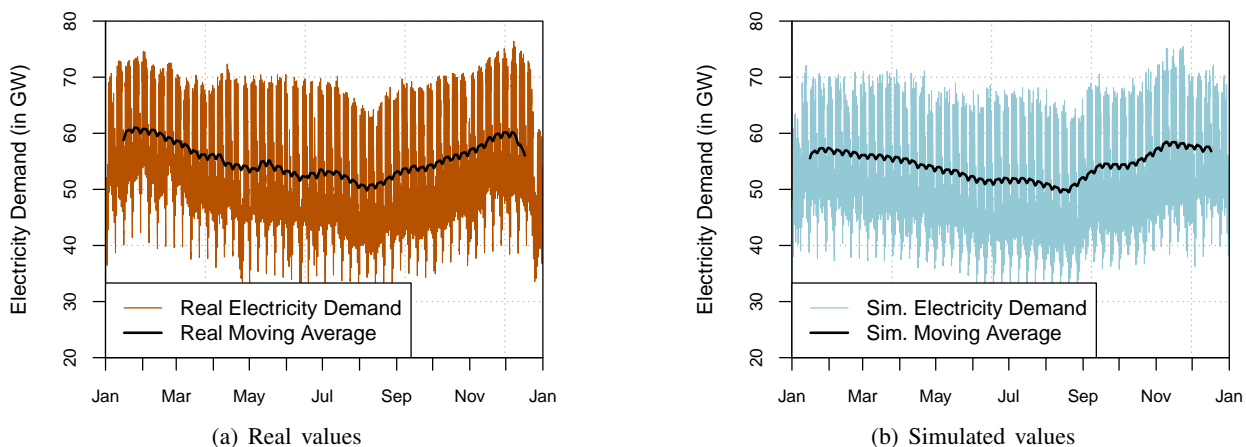 80
70
60
50
40
30
20
Electricity Demand (in GW)
Real Electricity Demand
Real Moving Average
Jan Mar May Jul Sep Nov Jan
(a) Real values
80
70
60
50
40
30
20
Electricity Demand (in GW)
Sim. Electricity Demand
Sim. Moving Average
Jan Mar May Jul Sep Nov Jan
(b) Simulated values